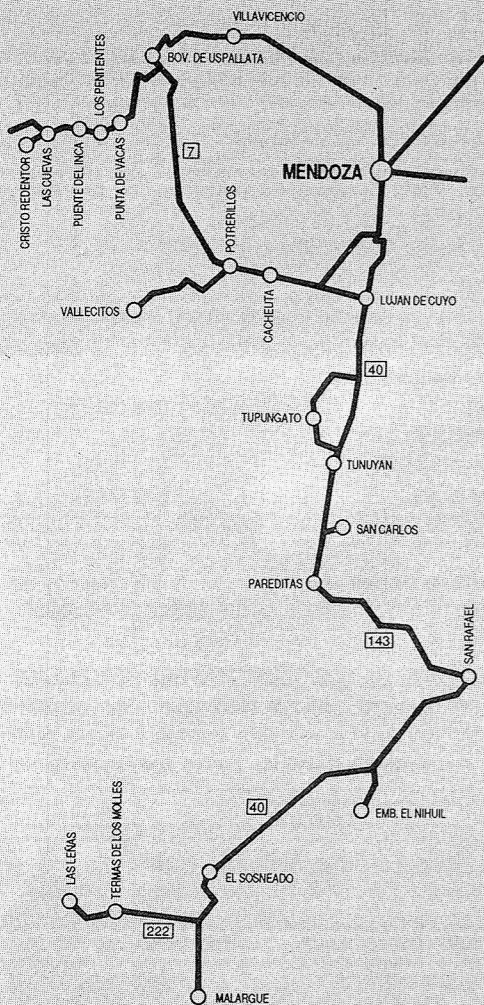 VILLAVICENCIO
BOV. DE USPALLATA
LOS PENITENTES
CRISTO REDENTOR
LAS CUEVAS
PUENTE DEL INCA
PUNTA DE VACAS
7
MENDOZA
POTRERILLOS
VALLECITOS
CACHEUTA
LUJAN DE CUYO
40
TUPUNGATO
TUNUYAN
SAN CARLOS
PAREDITAS
143
SAN RAFAEL
40
EMB. EL NIHUIL
LAS LEÑAS
TERMAS DE LOS MOLLES
EL SOSNEADO
222
MALARGUE